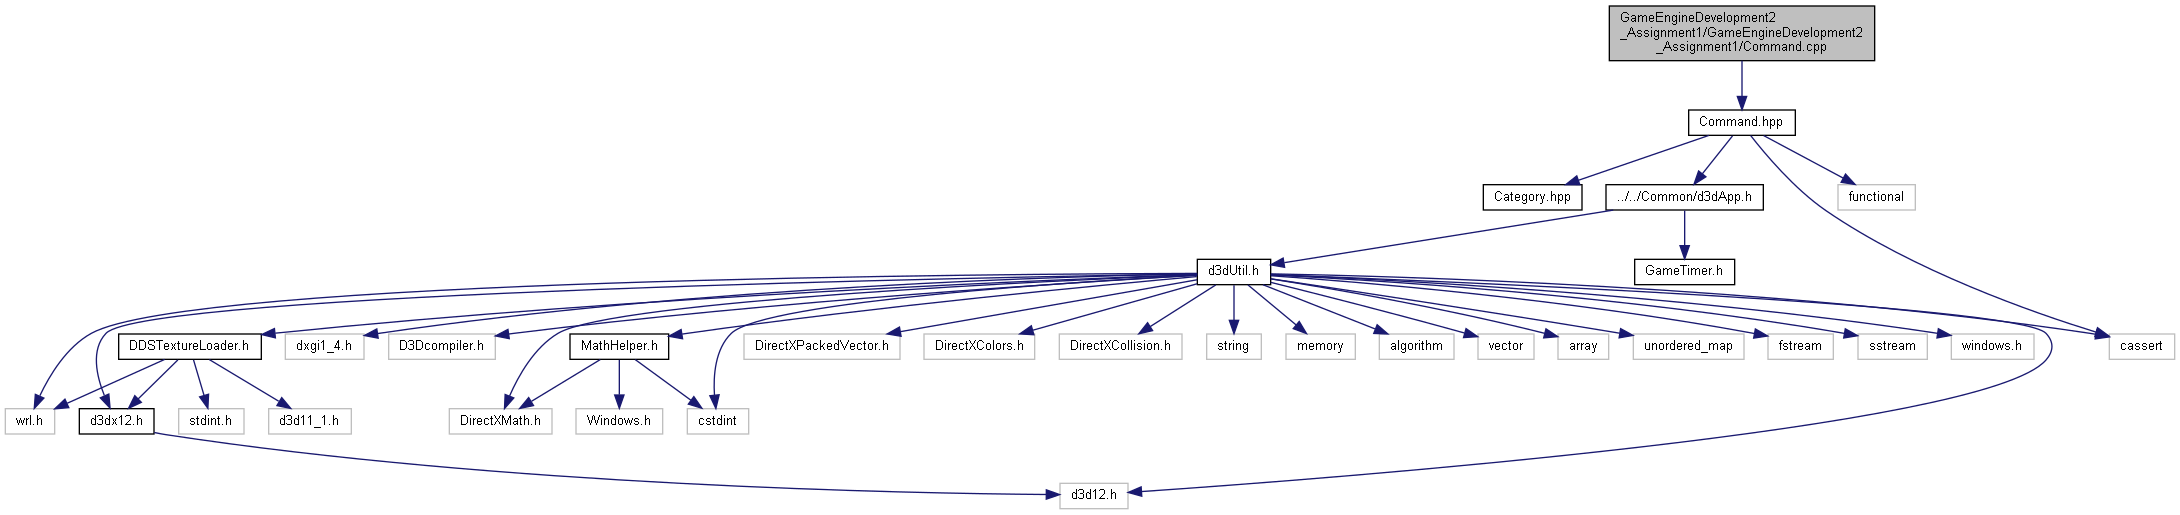 GameEngineDevelopment2
_Assignment1/GameEngineDevelopment2
_Assignment1/Command.cpp
Command.hpp
Category.hpp
../../Common/d3dApp.h
functional
d3dUtil.h
GameTimer.h
DDSTextureLoader.h
dxgi1_4.h
D3Dcompiler.h
MathHelper.h
DirectXPackedVector.h
DirectXColors.h
DirectXCollision.h
string
memory
algorithm
vector
array
unordered_map
fstream
sstream
windows.h
cassert
wrl.h
d3dx12.h
stdint.h
d3d11_1.h
DirectXMath.h
Windows.h
cstdint
d3d12.h